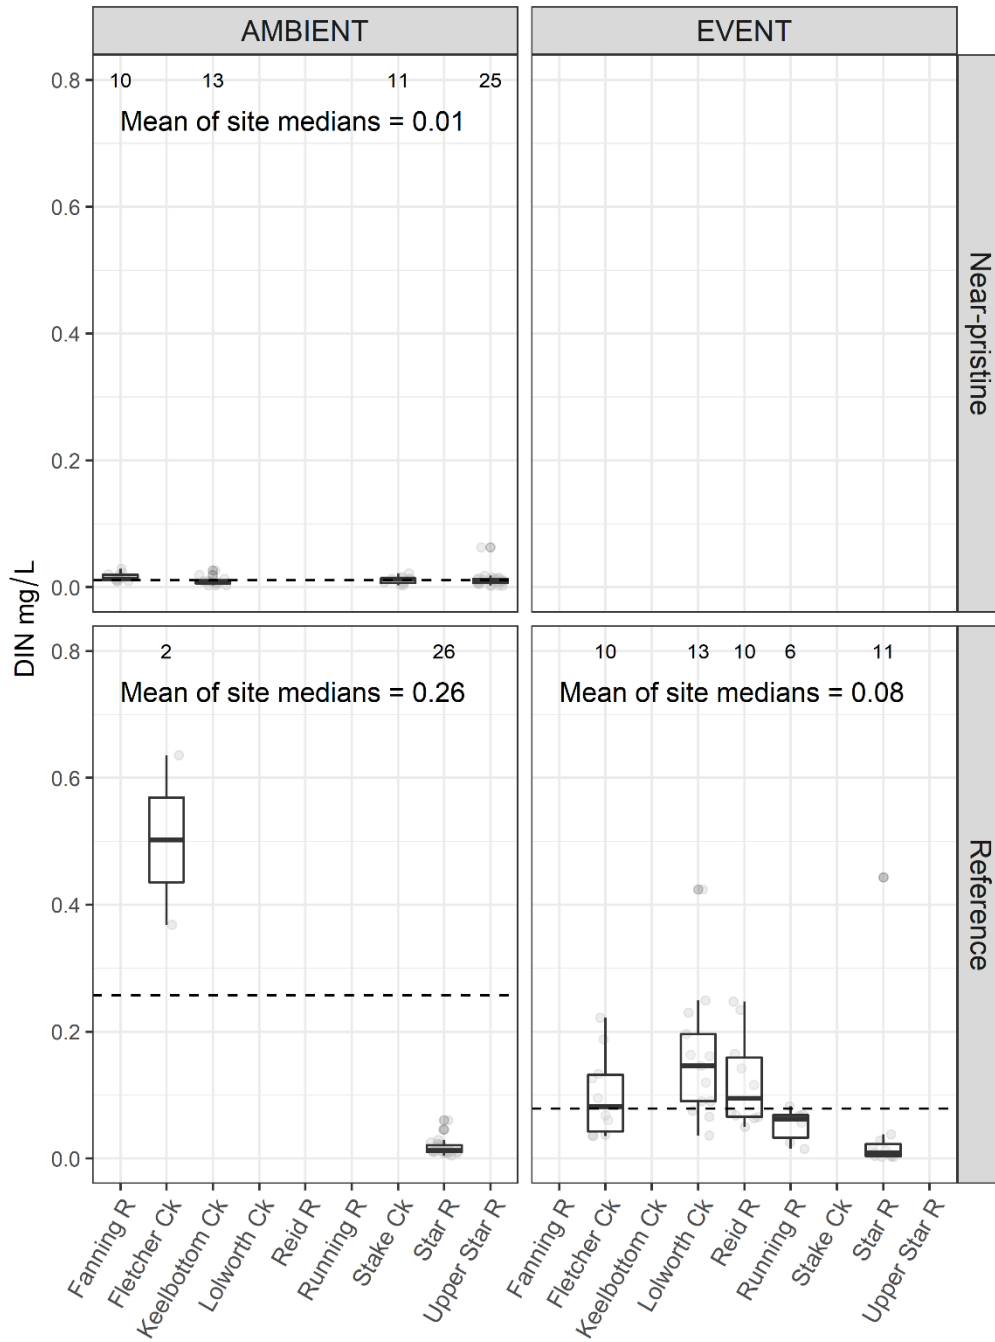 AMBIENT EVENT
10 13 11 25
Mean of site medians = 0.01
0.8
0.6
0.4
0.2
0.0
Near-pristine
DIN mg/L
2 26
Mean of site medians = 0.26
10 13 10 6 11
Mean of site medians = 0.08
0.8
0.6
0.4
0.2
0.0
Reference
Fanning R
Fletcher Ck
Keelbottom Ck
Lolworth Ck
Reid R
Running R
Stake Ck
Star R
Upper Star R
Fanning R
Fletcher Ck
Keelbottom Ck
Lolworth Ck
Reid R
Running R
Stake Ck
Star R
Upper Star R